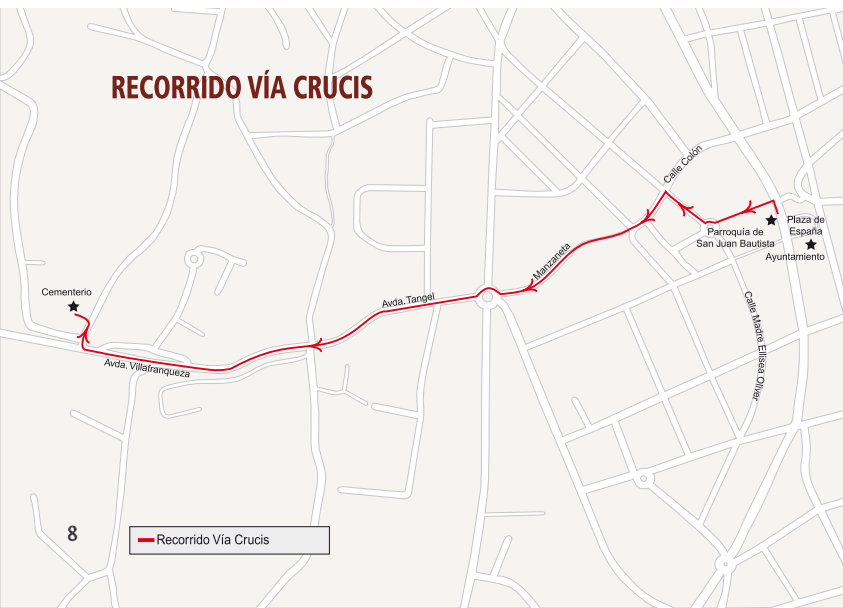 RECORRIDO VÍA CRUCIS
Calle Colón
Parroquía de
San Juan Bautista
Plaza de
España
Ayuntamiento
Manzaneta
Cementerio
Avda. Tangel
Calle Madre Ellisea Oliver
Avda. Villafranqueza
8
Recorrido Vía Crucis